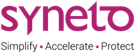 syneto
Simplify • Accelerate • Protect